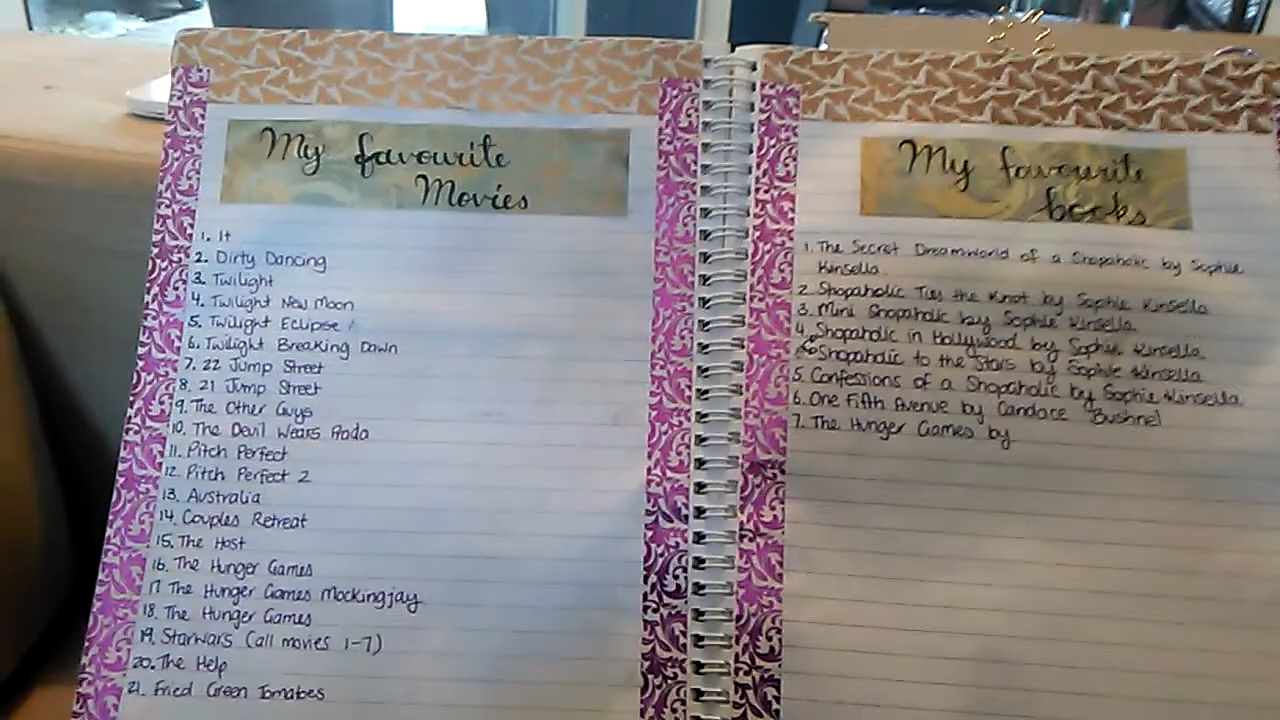 My favourite
Movies
1. It
2. Dirty Dancing
3. Twilight
4. Twilight New Moon
5. Twilight Eclipse
6. Twilight Breaking Dawn
7. 22 Jump Street
8. 21 Jump Street
9. The Other Guys
10. The Devil Wears Prada
11. Pitch Perfect
12. Pitch Perfect 2
13. Australia
14. Couples Retreat
15. The Host
16. The Hunger Games
17 The Hunger Games Mockingjay
18. The Hunger Games
19. Starwars (all movies 1-7)
20. The Help
21. Fried Green Tomatoes
My favourite
books
1. The Secret Dreamworld of a Shopaholic by Sophie
Kinsella
2. Shopaholic Ties the Knot by Sophie Kinsella
3. Mini Shopaholic by Sophie Kinsella
4. Shopaholic in Hollywood by Sophie Kinsella
Shopaholic to the Stars by Sophie Kinsella
5. Confessions of a Shopaholic by Sophie Kinsella
6. One Fifth Avenue by Candace Bushnel
7. The Hunger Games by